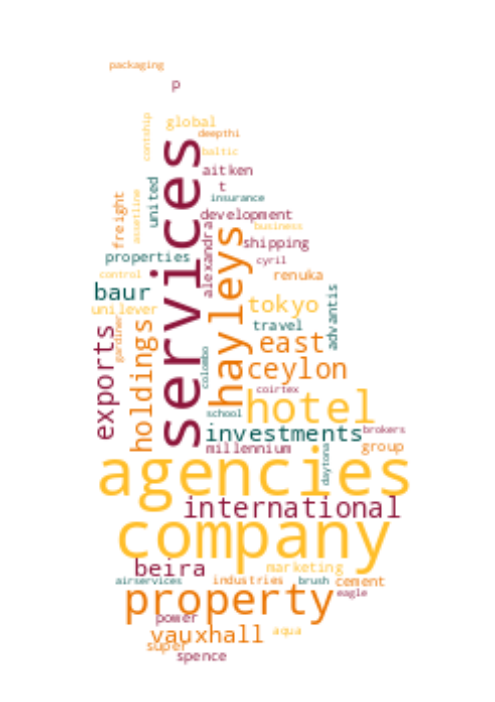 packaging
p
contship
global
deepthi
services
baltic
aitken
t
united
insurance
freight
assetline
development
alexandra
hayleys
business
shipping
properties
cyril
control
renuka
baur
tokyo
advantis
unilever
travel
exports
gardiner
holdings
east
colombo
ceylon
coirtex
hotel
school
investments
brokers
millennium
daytona
group
agencies
international
company
beira
marketing
airservices
industries
brush
cement
property
eagle
power
vauxhall
aqua
super
spence